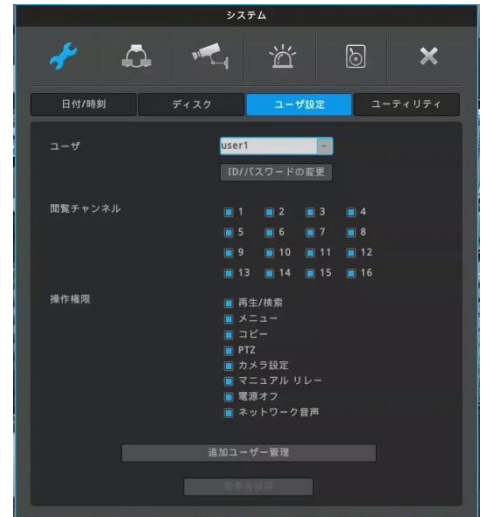 システム
日付/時刻 ディスク ユーザ設定 ユーティリティ
ユーザ user1
ID/パスワードの変更
閲覧チャンネル 1 2 3 4
5 6 7 8
9 10 11 12
13 14 15 16
操作権限 再生/検索
メニュー
コピー
PTZ
カメラ設定
マニュアル リレー
電源オフ
ネットワーク音声
追加ユーザー管理
変更を保存